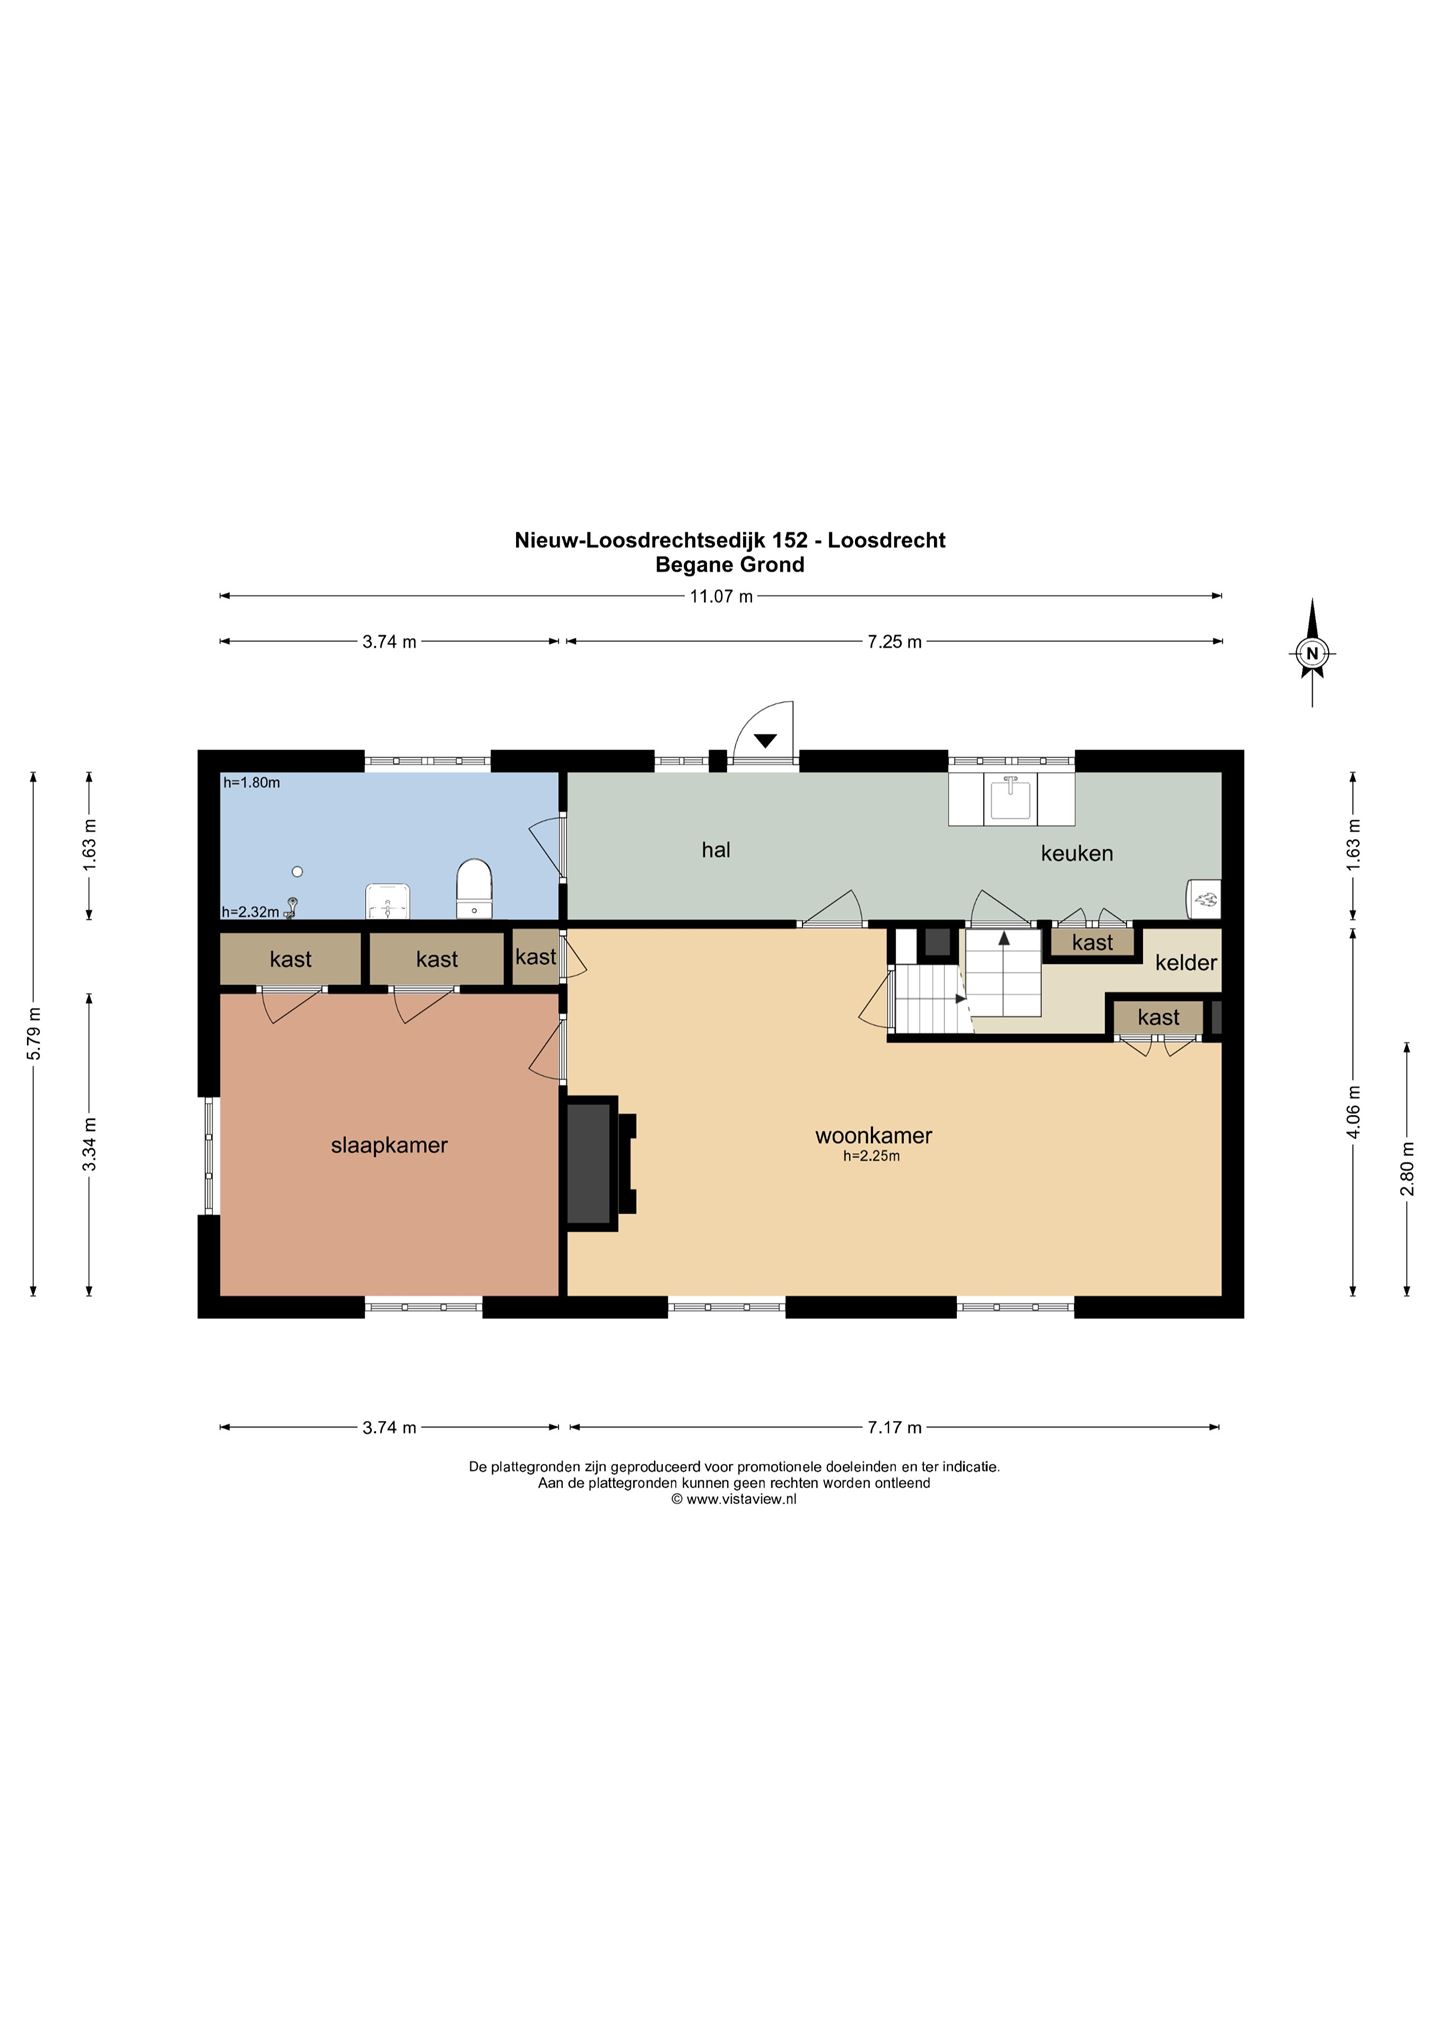 Nieuw-Loosdrechtsedijk 152 - Loosdrecht
Begane Grond
11.07 m
3.74 m
7.25 m
N
h=1.80m
1.63 m
hal
keuken
1.63 m
h=2.32m
kast
kast
kast
kast
kelder
kast
5.79 m
3.34 m
slaapkamer
woonkamer
h=2.25m
4.06 m
2.80 m
3.74 m
7.17 m
De plattegronden zijn geproduceerd voor promotionele doeleinden en ter indicatie.
Aan de plattegronden kunnen geen rechten worden ontleend
© www.vistaview.nl